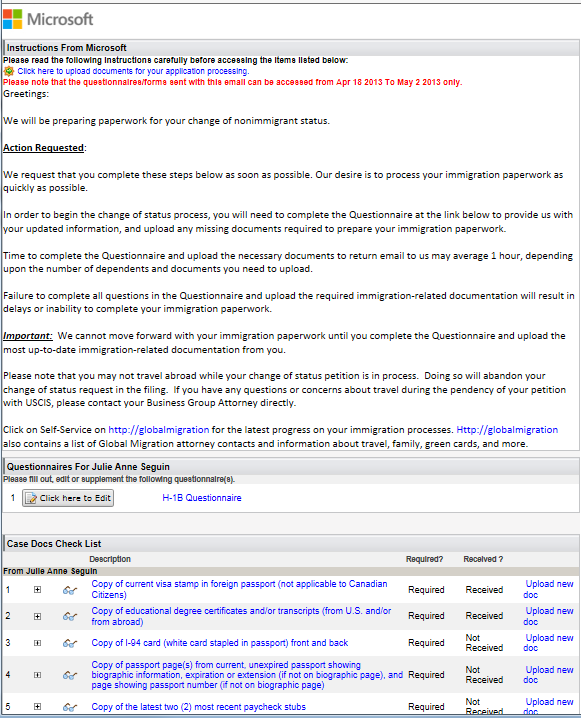 Microsoft
Instructions From Microsoft
Please read the following instructions carefully before accessing the items listed below:
Click here to upload documents for your application processing.
Please note that the questionnaires/forms sent with this email can be accessed from Apr 18 2013 To May 2 2013 only.
Greetings:
We will be preparing paperwork for your change of nonimmigrant status.
Action Requested:
We request that you complete these steps below as soon as possible. Our desire is to process your immigration paperwork as
quickly as possible.
In order to begin the change of status process, you will need to complete the Questionnaire at the link below to provide us with
your updated information, and upload any missing documents required to prepare your immigration paperwork.
Time to complete the Questionnaire and upload the necessary documents to return email to us may average 1 hour, depending
upon the number of dependents and documents you need to upload.
Failure to complete all questions in the Questionnaire and upload the required immigration-related documentation will result in
delays or inability to complete your immigration paperwork.
Important: We cannot move forward with your immigration paperwork until you complete the Questionnaire and upload the
most up-to-date immigration-related documentation from you.
Please note that you may not travel abroad while your change of status petition is in process. Doing so will abandon your
change of status request in the filing. If you have any questions or concerns about travel during the pendency of your petition
with USCIS, please contact your Business Group Attorney directly.
Click on Self-Service on http://globalmigration for the latest progress on your immigration processes. Http://globalmigration
also contains a list of Global Migration attorney contacts and information about travel, family, green cards, and more.
Questionnaires For Julie Anne Seguin
Please fill out, edit or supplement the following questionnaire(s).
1 Click here to Edit H-1B Questionnaire
Case Docs Check List
Description Required? Received ?
From Julie Anne Seguin
1 Copy of current visa stamp in foreign passport (not applicable to Canadian Required Received Upload new
Citizens) doc
2 Copy of educational degree certificates and/or transcripts (from U.S. and/or Required Received Upload new
from abroad) doc
3 Copy of I-94 card (white card stapled in passport) front and back Required Not Upload new
Received doc
4 Copy of passport page(s) from current, unexpired passport showing
biographic information, expiration or extension (if not on biographic page), and Required Not Upload new
page showing passport number (if not on biographic page) Received doc
5 Copy of the latest two (2) most recent paycheck stubs Required Not Upload new
Received doc